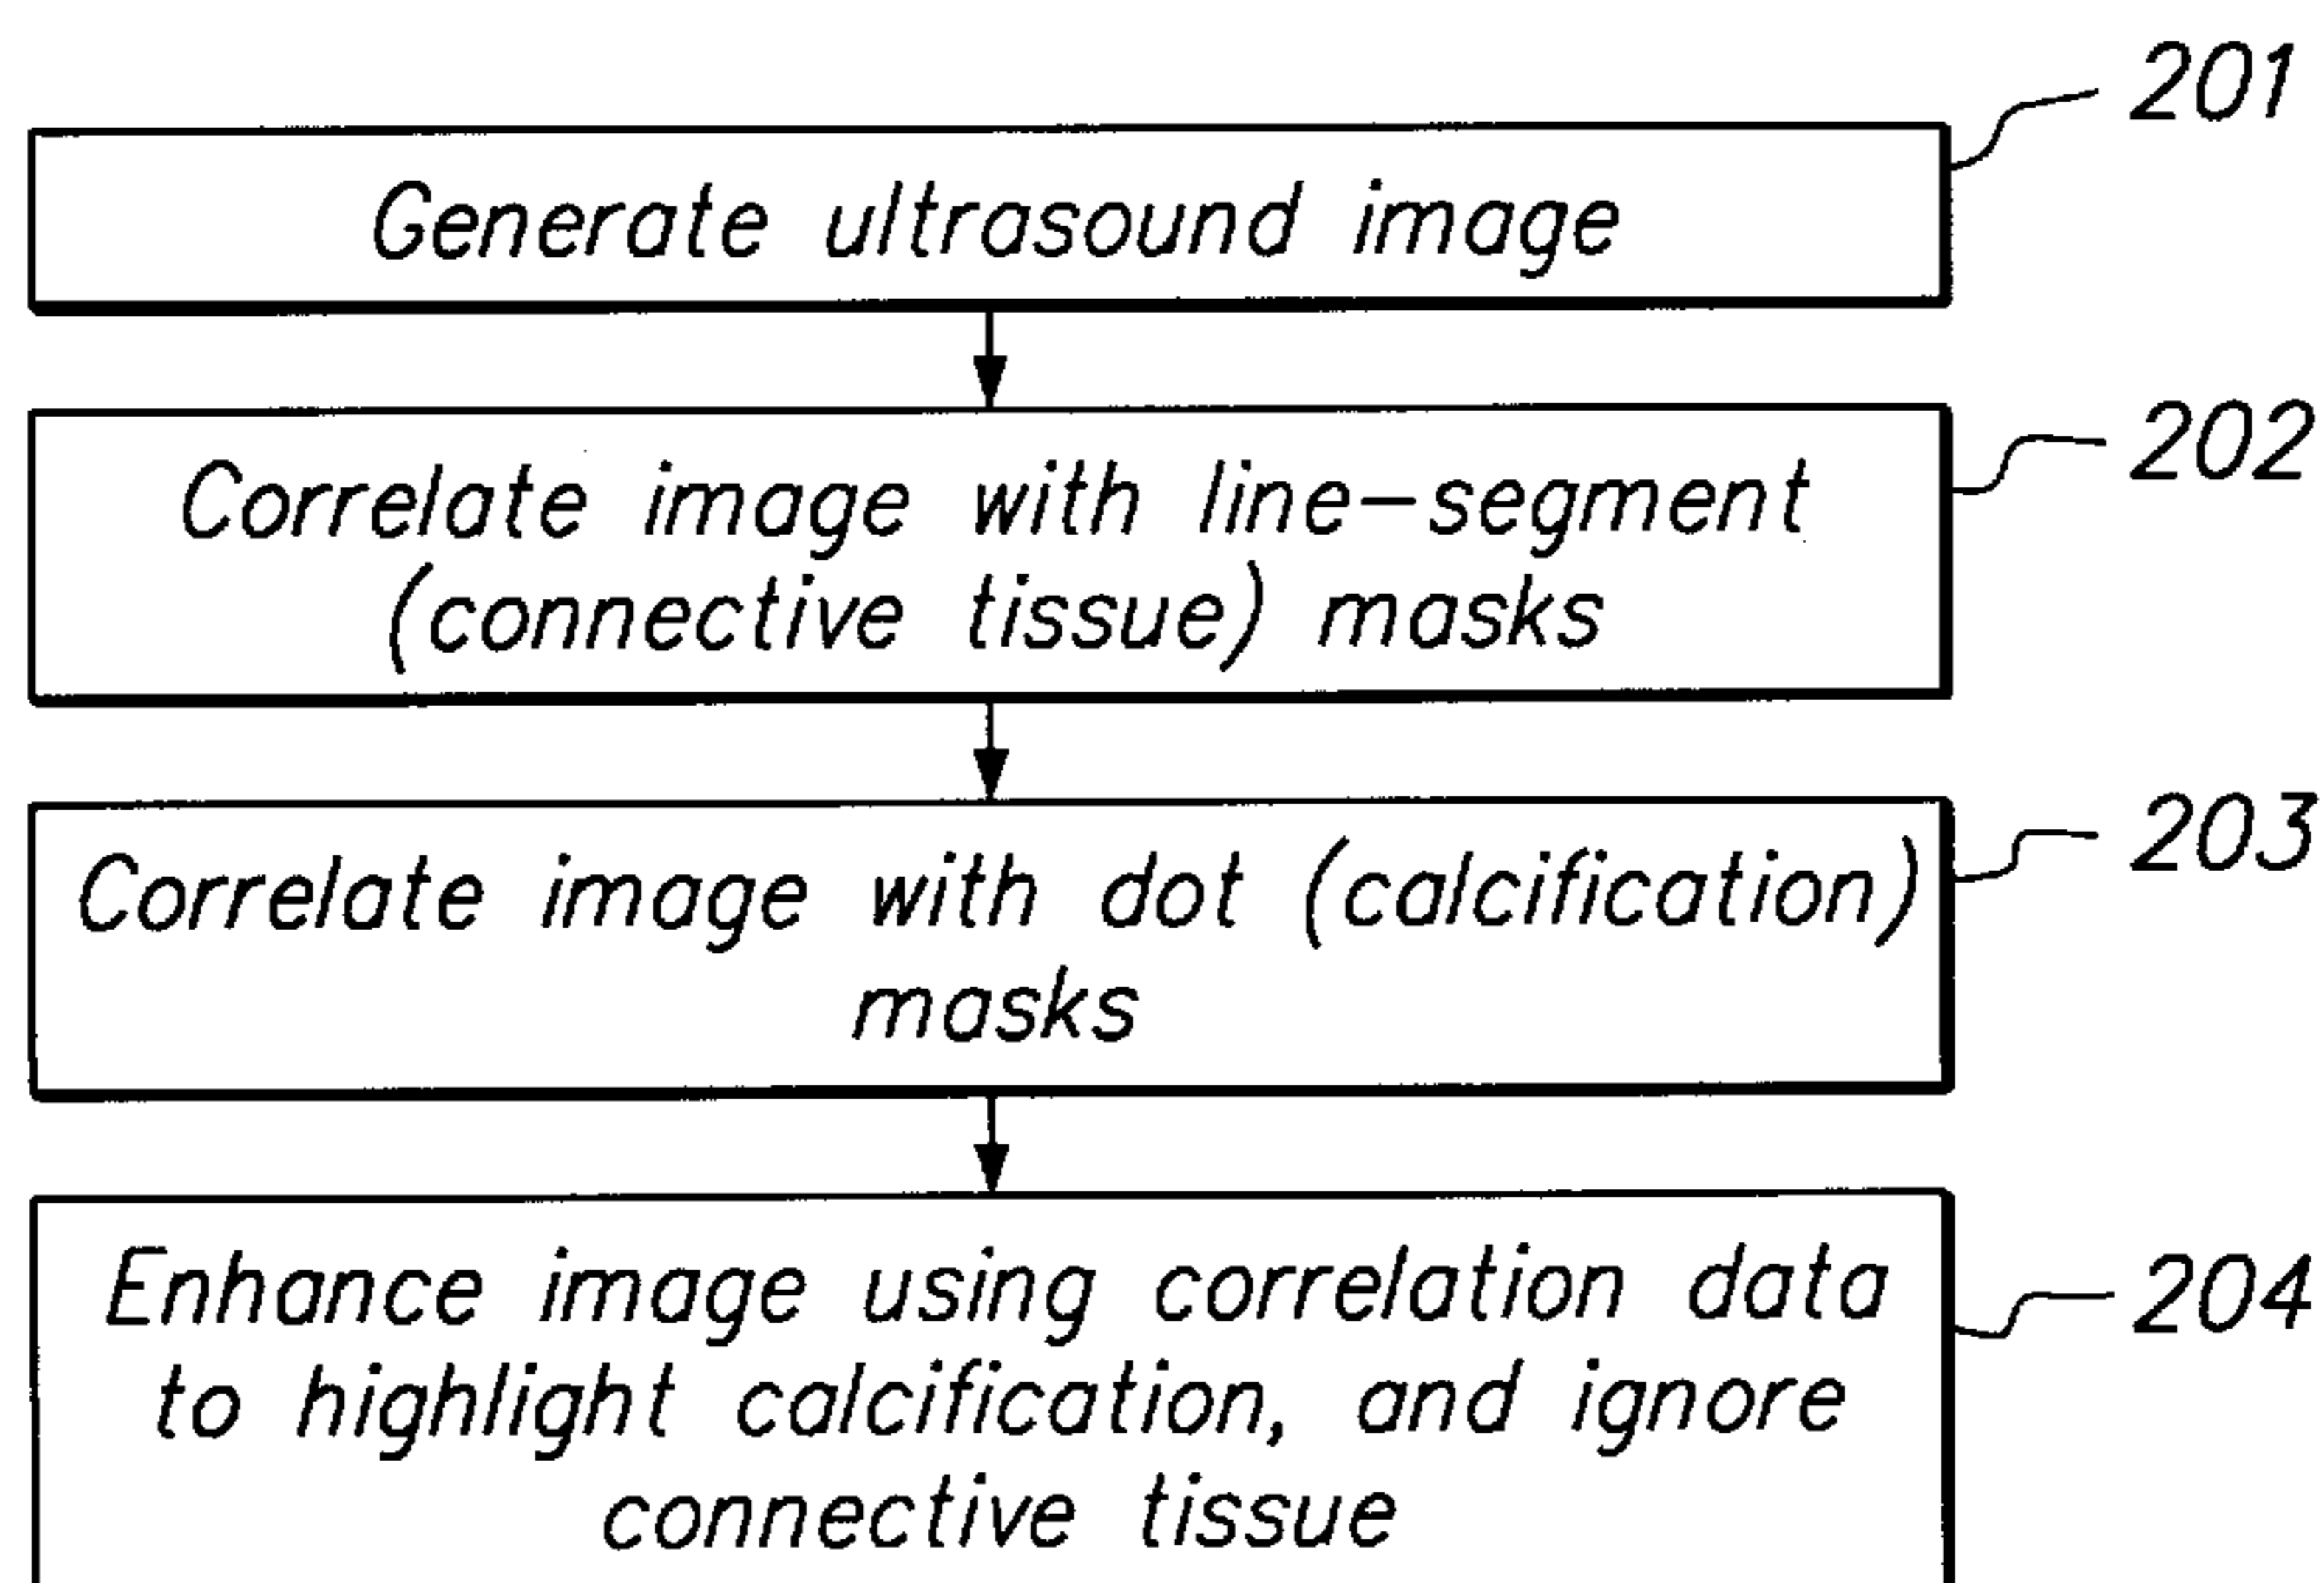 201
Generate ultrasound image
202
Correlate image with line-segment
(connective tissue) masks
203
Correlate image with dot (calcification)
masks
204
Enhance image using correlation data
to highlight calcification, and ignore
connective tissue